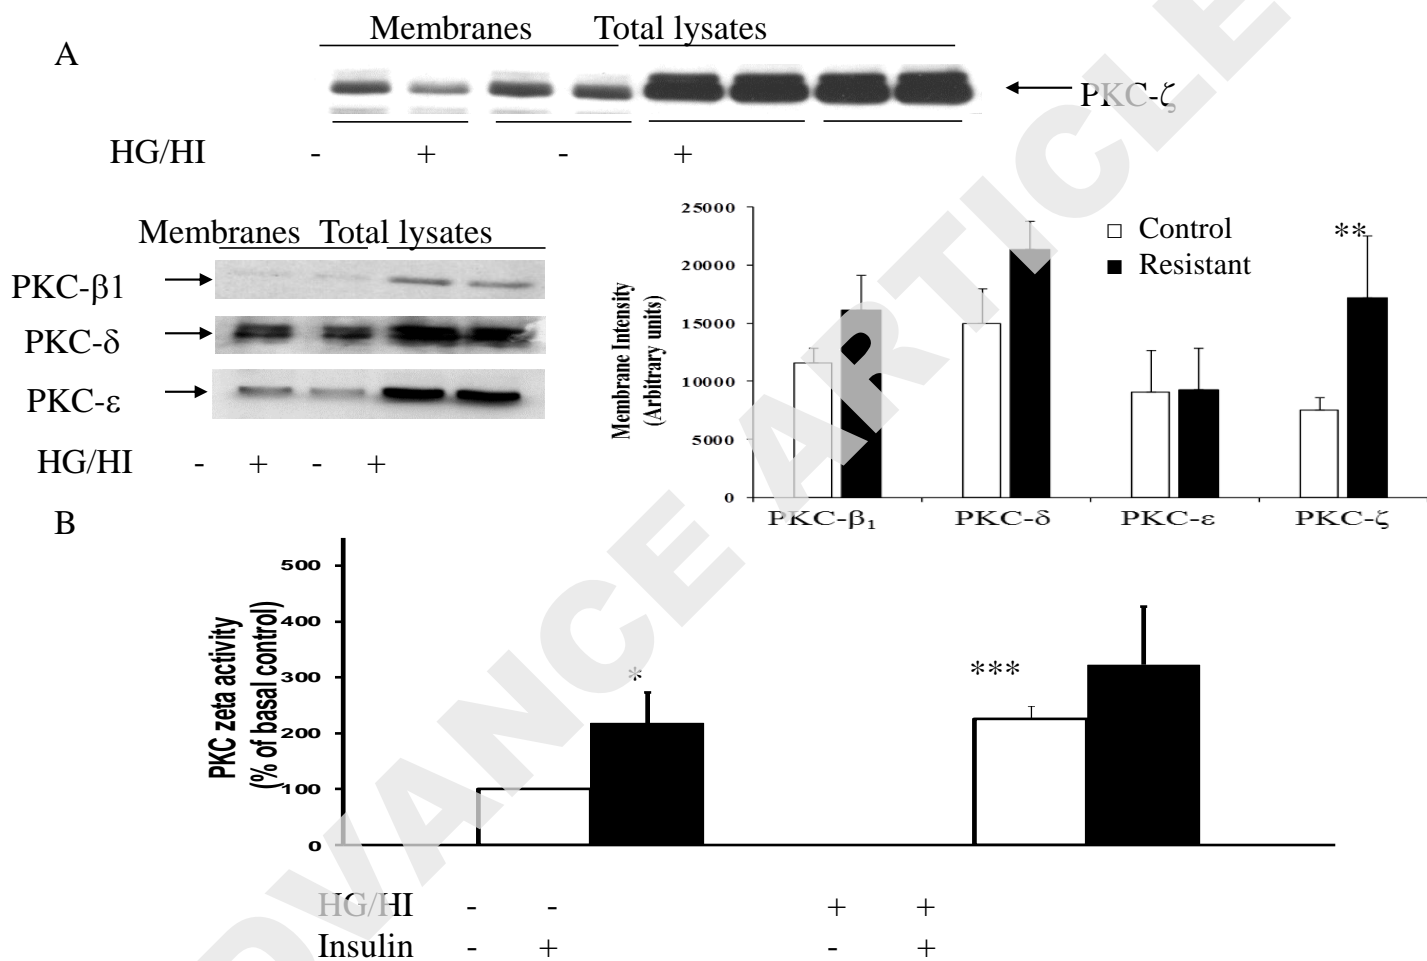 Membranes Total lysates
A
PKC-ζ
HG/HI - + - +
Membranes Total lysates
PKC-β1
PKC-δ
PKC-ε
HG/HI - + - +
25000
20000
15000
10000
5000
0
Membrane Intensity
(Arbitrary units)
Control
Resistant
**
PKC-β₁ PKC-δ PKC-ε PKC-ζ
B
500
400
300
200
100
0
PKC zeta activity
(% of basal control)
*
***
HG/HI - - + +
Insulin - + - +
DVANCE ARTICLE